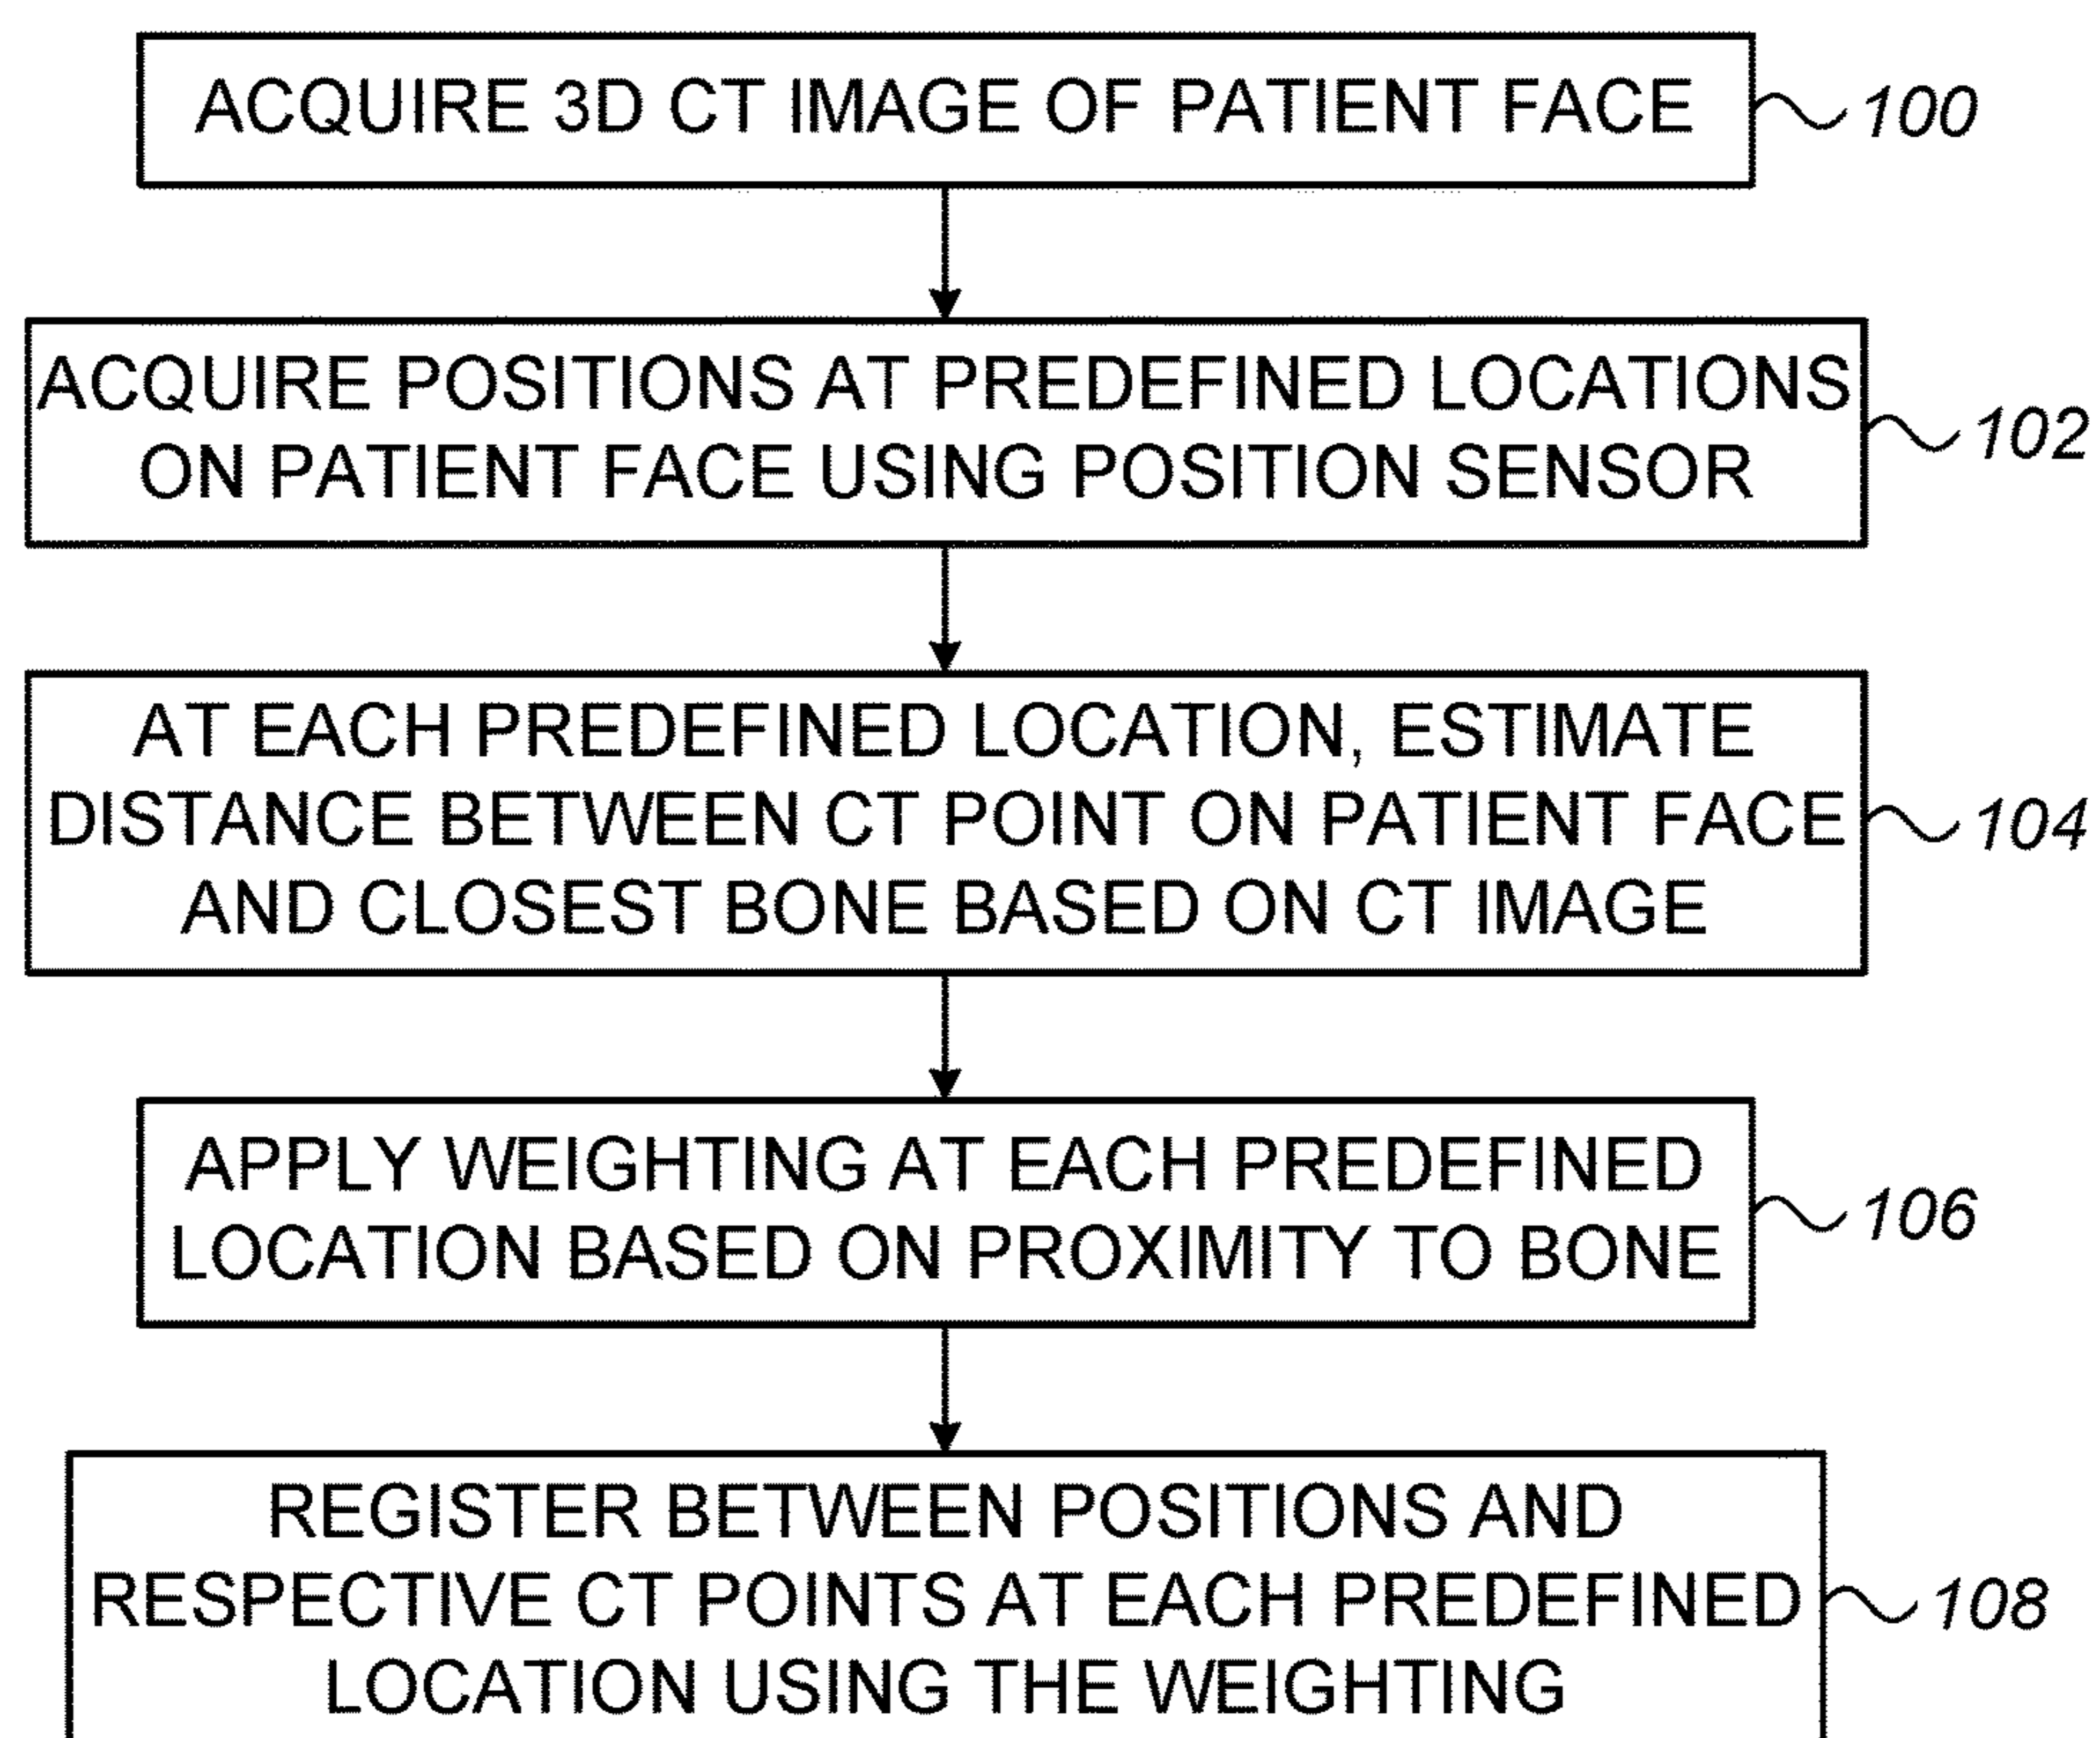 ACQUIRE 3D CT IMAGE OF PATIENT FACE
100
ACQUIRE POSITIONS AT PREDEFINED LOCATIONS
ON PATIENT FACE USING POSITION SENSOR
102
AT EACH PREDEFINED LOCATION, ESTIMATE
DISTANCE BETWEEN CT POINT ON PATIENT FACE
AND CLOSEST BONE BASED ON CT IMAGE
104
APPLY WEIGHTING AT EACH PREDEFINED
LOCATION BASED ON PROXIMITY TO BONE
106
REGISTER BETWEEN POSITIONS AND
RESPECTIVE CT POINTS AT EACH PREDEFINED
LOCATION USING THE WEIGHTING
108